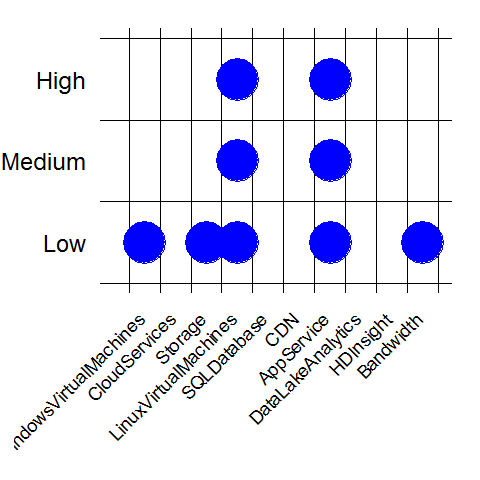 High
Medium
Low
ndowsVirtualMachines
CloudServices
Storage
LinuxVirtualMachines
SQLDatabase
CDN
AppService
DataLakeAnalytics
HDInsight
Bandwidth